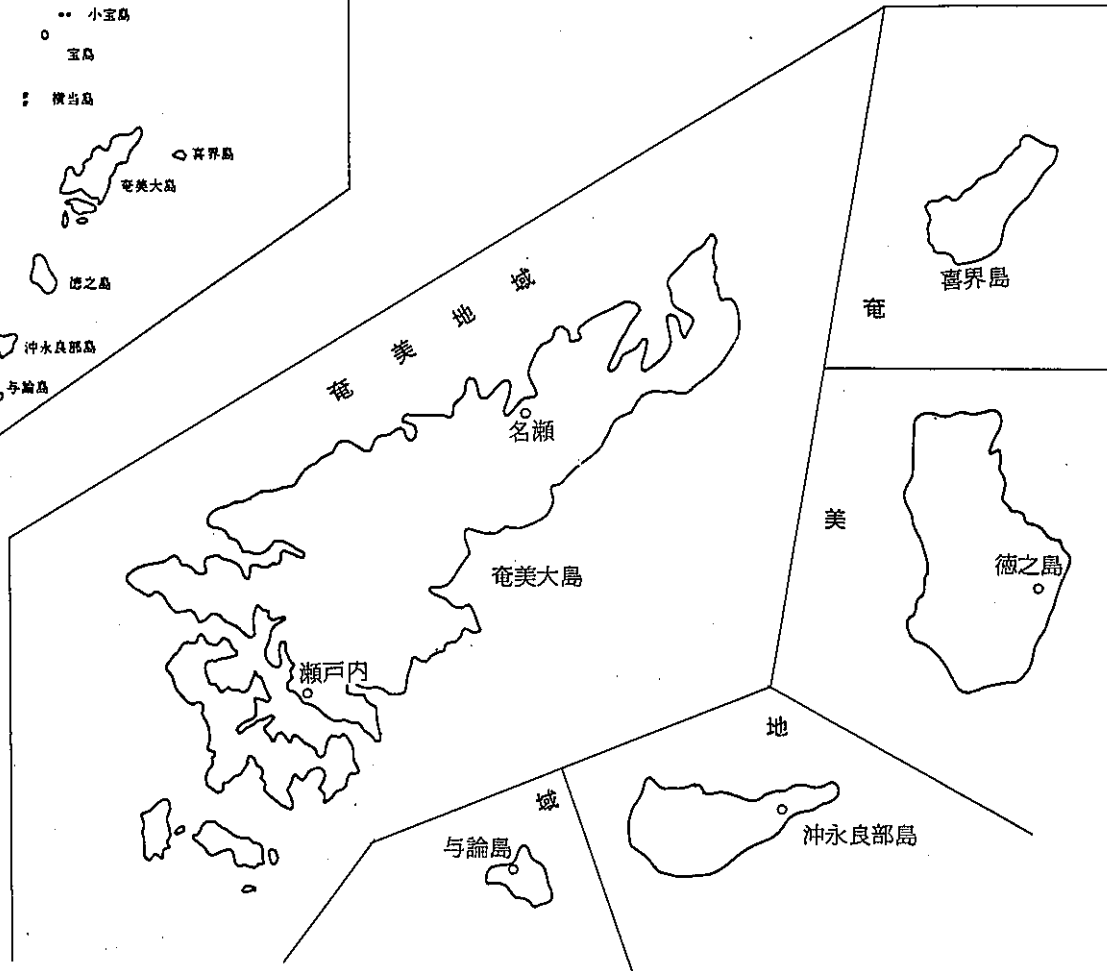 小宝島
宝島
横当島
喜界島
奄美大島
徳之島
沖永良部島
与論島
奄美地域
名瀬
奄美大島
瀬戸内
奄美地域
喜界島
徳之島
沖永良部島
与論島